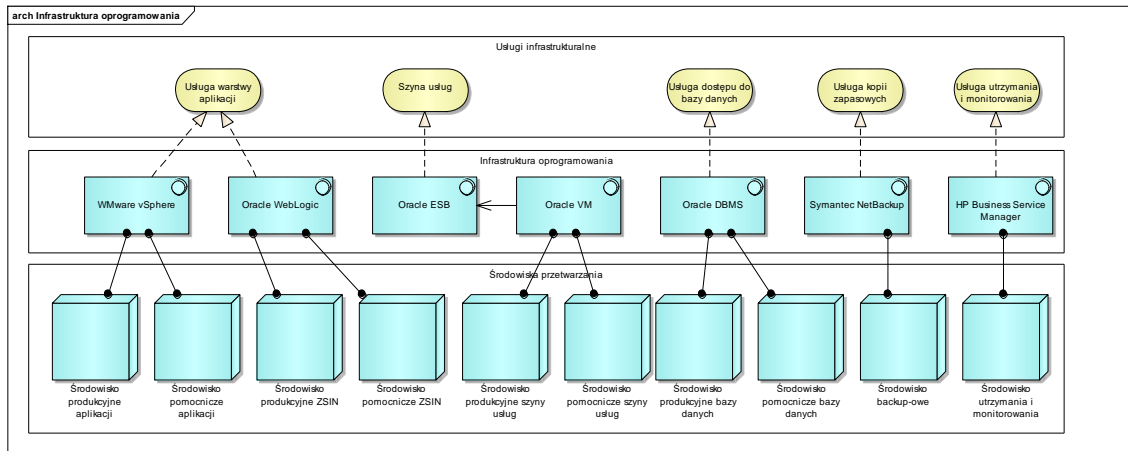 arch Infrastruktura oprogramowania
Usługi infrastrukturalne
Usługa warstwy
aplikacji
Szyna usług
Usługa dostępu do
bazy danych
Usługa kopii
zapasowych
Usługa utrzymania
i monitorowania
Infrastruktura oprogramowania
WMware vSphere
Oracle WebLogic
Oracle ESB
Oracle VM
Oracle DBMS
Symantec NetBackup
HP Business Service
Manager
Środowiska przetwarzania
Środowisko
produkcyjne
aplikacji
Środowisko
pomocnicze
aplikacji
Środowisko
produkcyjne ZSIN
Środowisko
pomocnicze ZSIN
Środowisko
produkcyjne szyny
usług
Środowisko
pomocnicze szyny
usług
Środowisko
produkcyjne bazy
danych
Środowisko
pomocnicze bazy
danych
Środowisko
backup-owe
Środowisko
utrzymania i
monitorowania